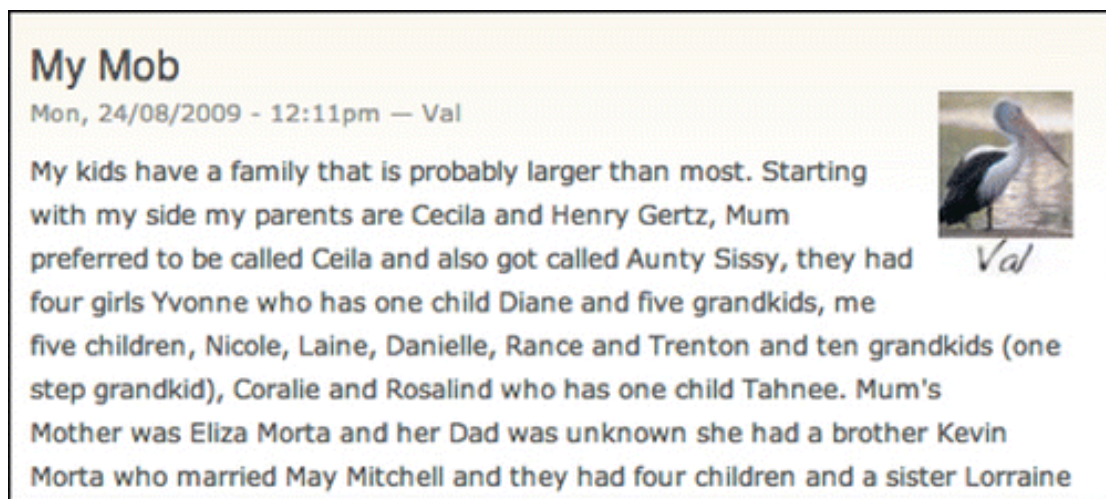 My Mob
Mon, 24/08/2009 - 12:11pm — Val
My kids have a family that is probably larger than most. Starting
with my side my parents are Cecila and Henry Gertz, Mum
preferred to be called Ceila and also got called Aunty Sissy, they had
four girls Yvonne who has one child Diane and five grandkids, me
five children, Nicole, Laine, Danielle, Rance and Trenton and ten grandkids (one
step grandkid), Coralie and Rosalind who has one child Tahnee. Mum's
Mother was Eliza Morta and her Dad was unknown she had a brother Kevin
Morta who married May Mitchell and they had four children and a sister Lorraine
Val